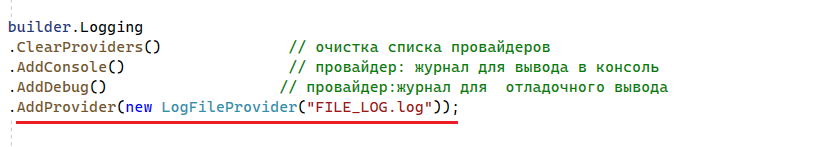 builder.Logging
.ClearProviders() // очистка списка провайдеров
.AddConsole() // провайдер: журнал для вывода в консоль
.AddDebug() // провайдер:журнал для отладочного вывода
.AddProvider(new LogFileProvider("FILE_LOG.log"));